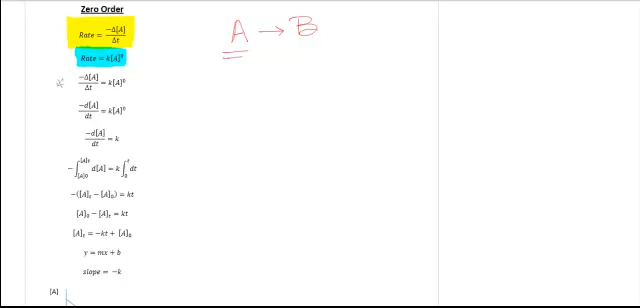 Zero Order
Rate = −Δ[A]/Δt
Rate = k[A]⁰
−Δ[A]/Δt = k[A]⁰
−d[A]/dt = k[A]⁰
−d[A]/dt = k
−∫_{[A]0}^{[A]t} d[A] = k ∫_0^t dt
−([A]ₜ − [A]₀) = kt
[A]₀ − [A]ₜ = kt
[A]ₜ = −kt + [A]₀
y = mx + b
slope = −k
[A]
A → B